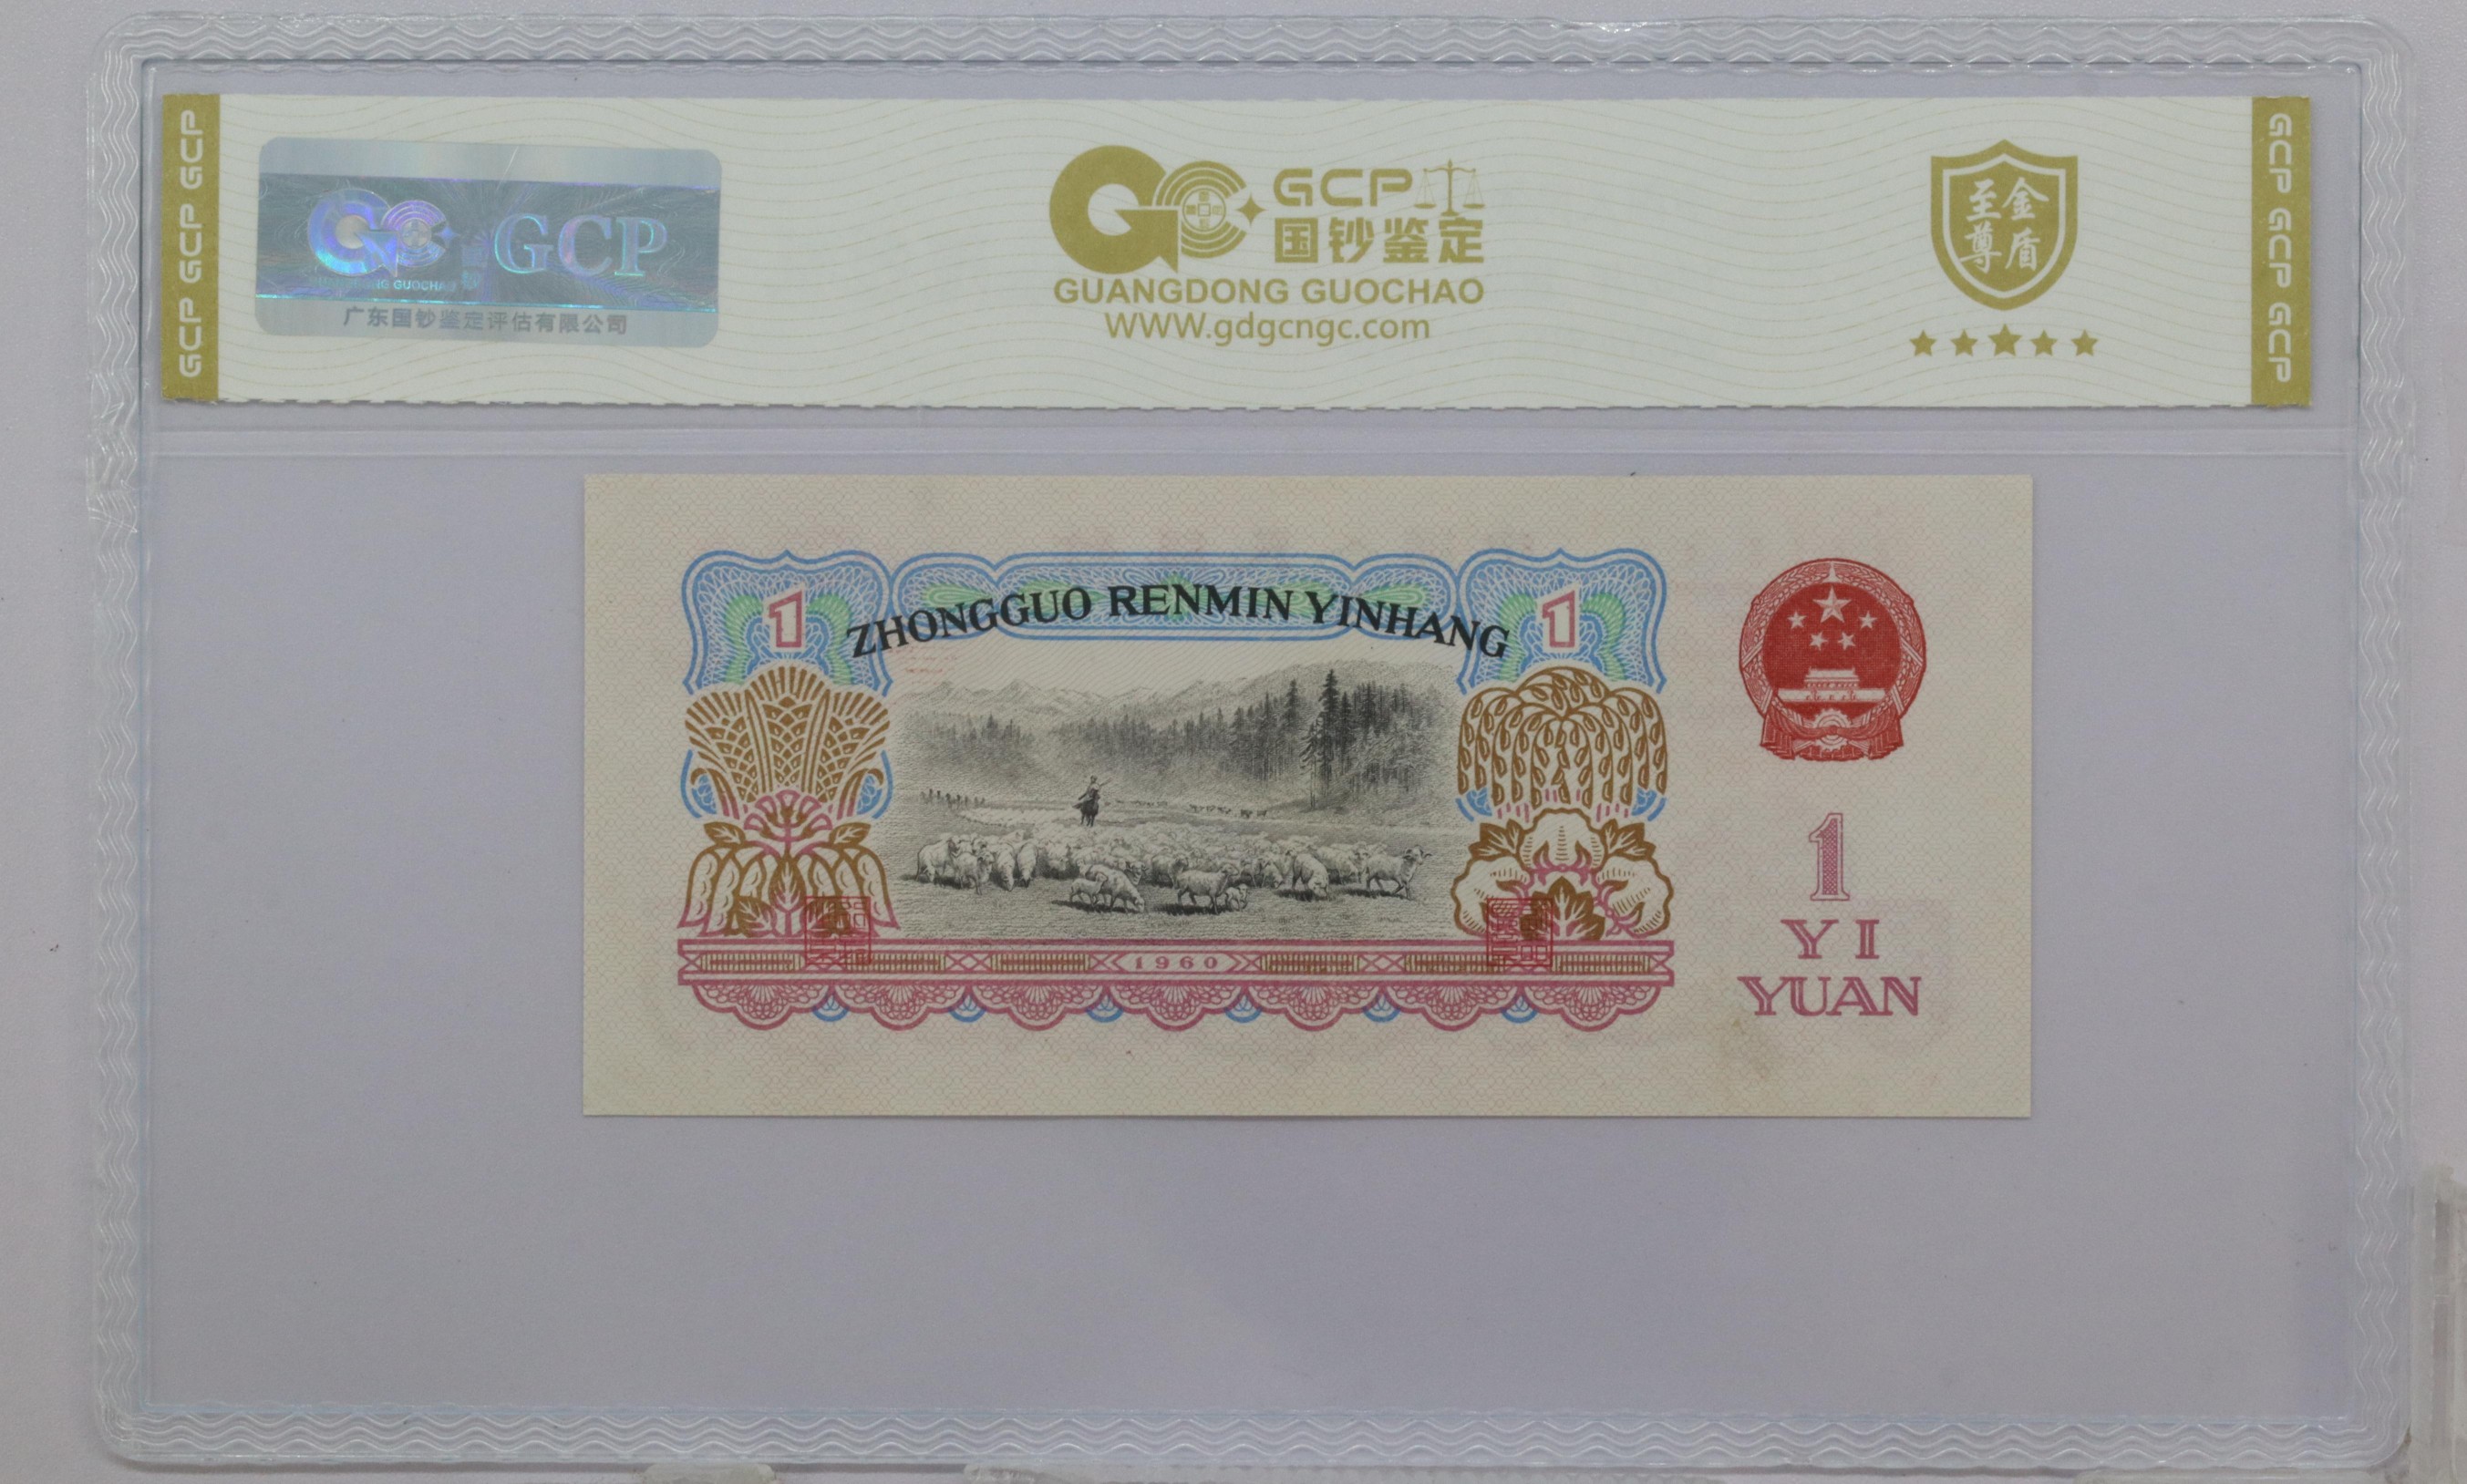 GCP GCP GCP
GCP
GUANGDONG GUOCHAO
广东国钞鉴定评估有限公司
GCP
国钞鉴定
GUANGDONG GUOCHAO
WWW.gdgcngc.com
至尊金盾
GCP GCP GCP
ZHONGGUO RENMIN YINHANG
1
1
1960
1
YI
YUAN